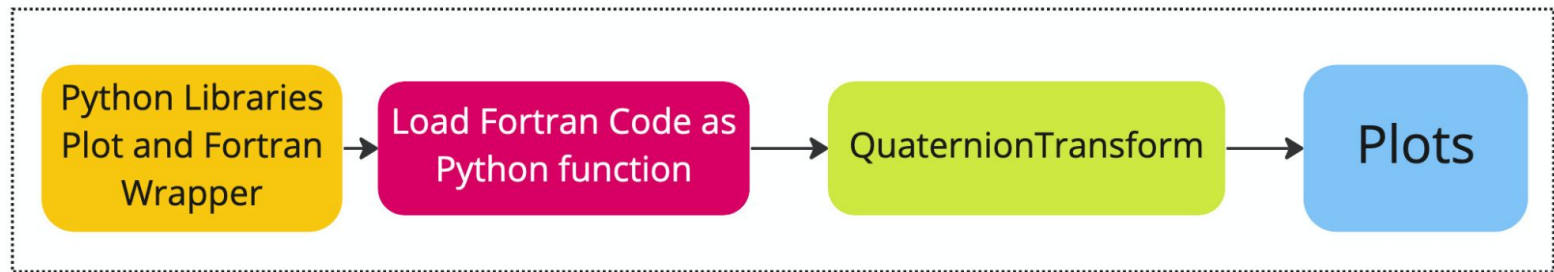 Python Libraries
Plot and Fortran
Wrapper
Load Fortran Code as
Python function
QuaternionTransform
Plots